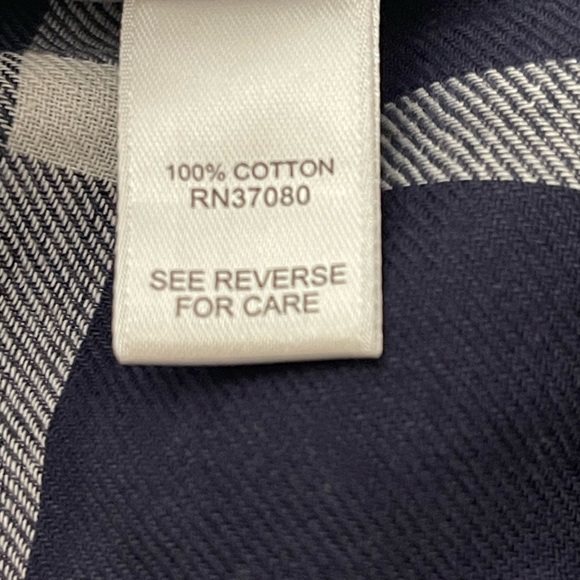 100% COTTON
RN37080
SEE REVERSE
FOR CARE